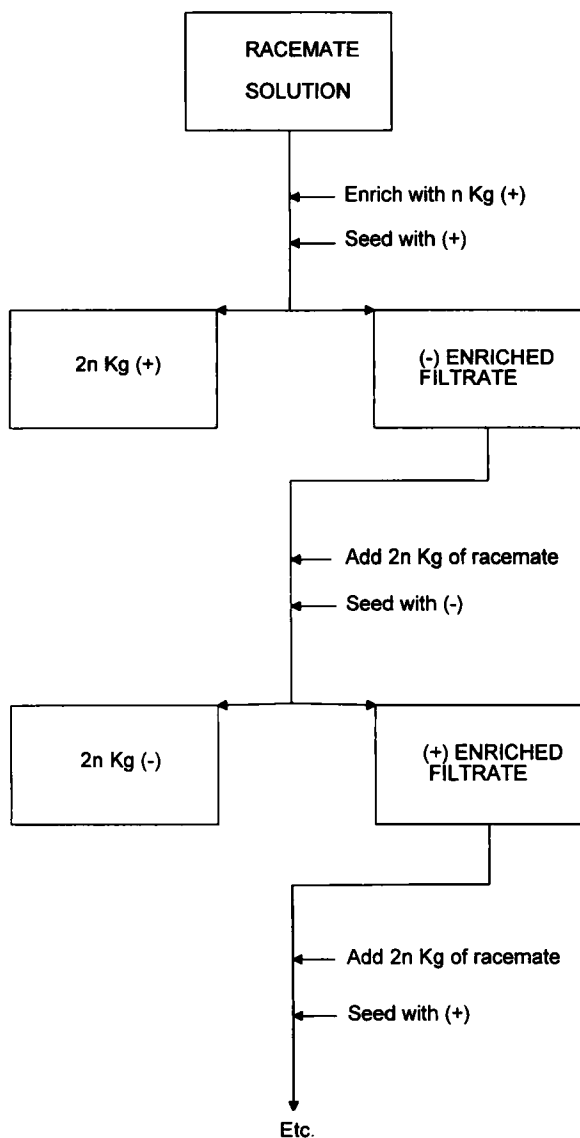 RACEMATE
SOLUTION
Enrich with n Kg (+)
Seed with (+)
2n Kg (+)
(-) ENRICHED
FILTRATE
Add 2n Kg of racemate
Seed with (-)
2n Kg (-)
(+) ENRICHED
FILTRATE
Add 2n Kg of racemate
Seed with (+)
Etc.